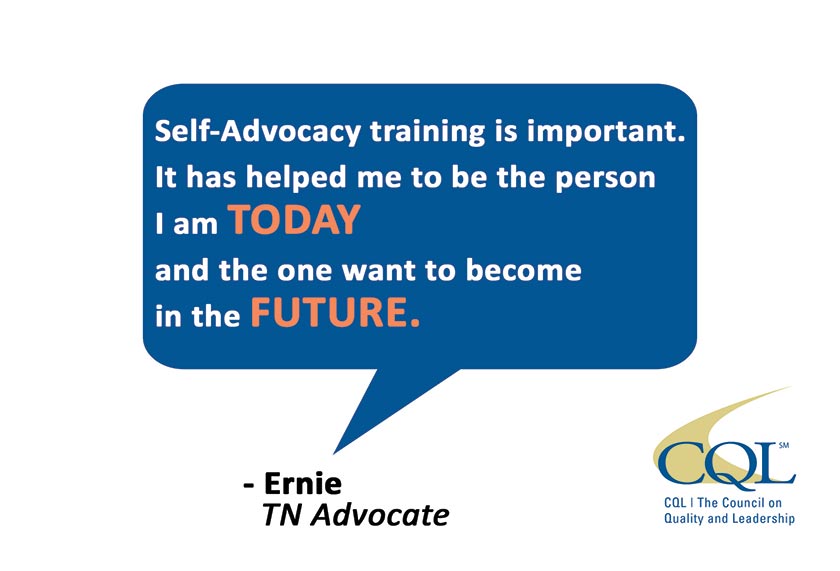 Self-Advocacy training is important.
It has helped me to be the person
I am TODAY
and the one want to become
in the FUTURE.
- Ernie
TN Advocate
CQL SM
CQL | The Council on
Quality and Leadership